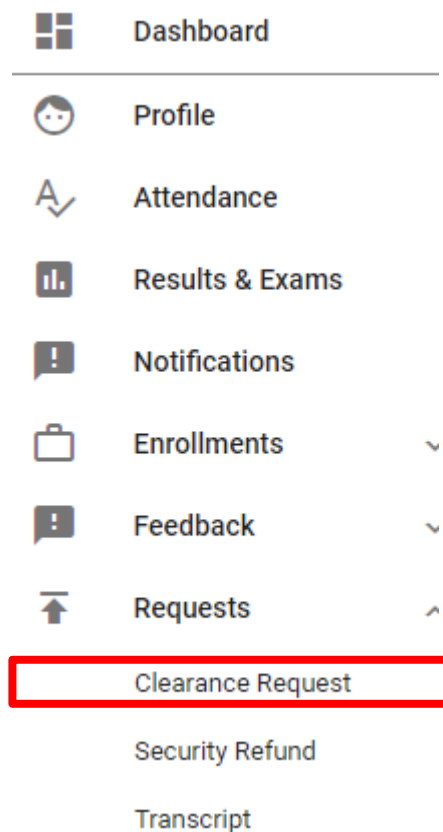 Dashboard
Profile
Attendance
Results & Exams
Notifications
Enrollments
Feedback
Requests
Clearance Request
Security Refund
Transcript